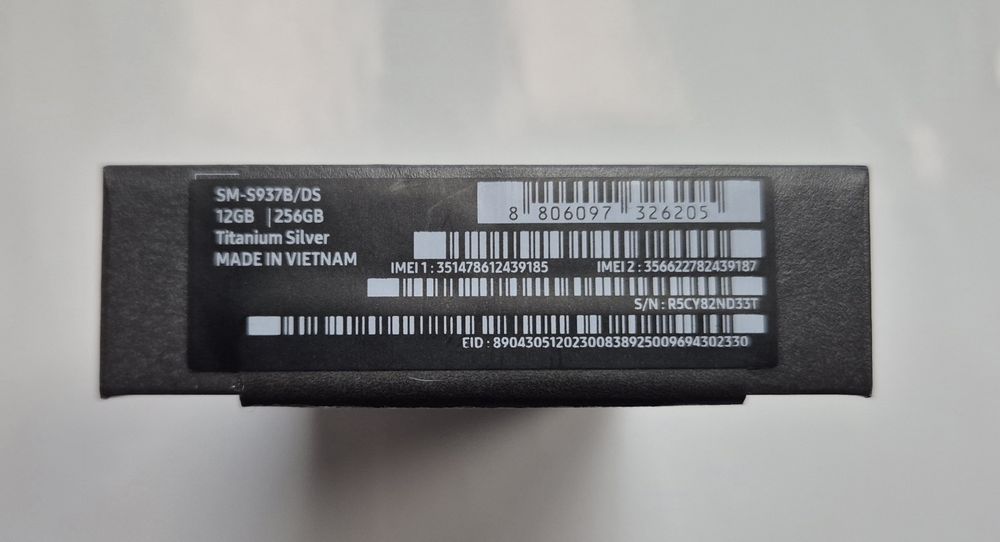 SM-S937B/DS
12GB | 256GB
Titanium Silver
MADE IN VIETNAM
8 806097 326205
IMEI 1 : 351478612439185 IMEI 2 : 356622782439187
S/N : R5CY82ND33T
EID : 89043051202300838925009694302330